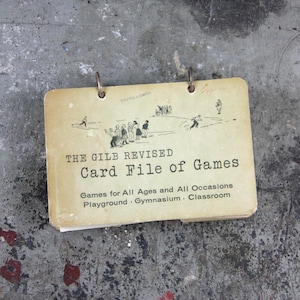 THE GILB REVISED
Card File of Games
Games for All Ages and All Occasions
Playground · Gymnasium · Classroom